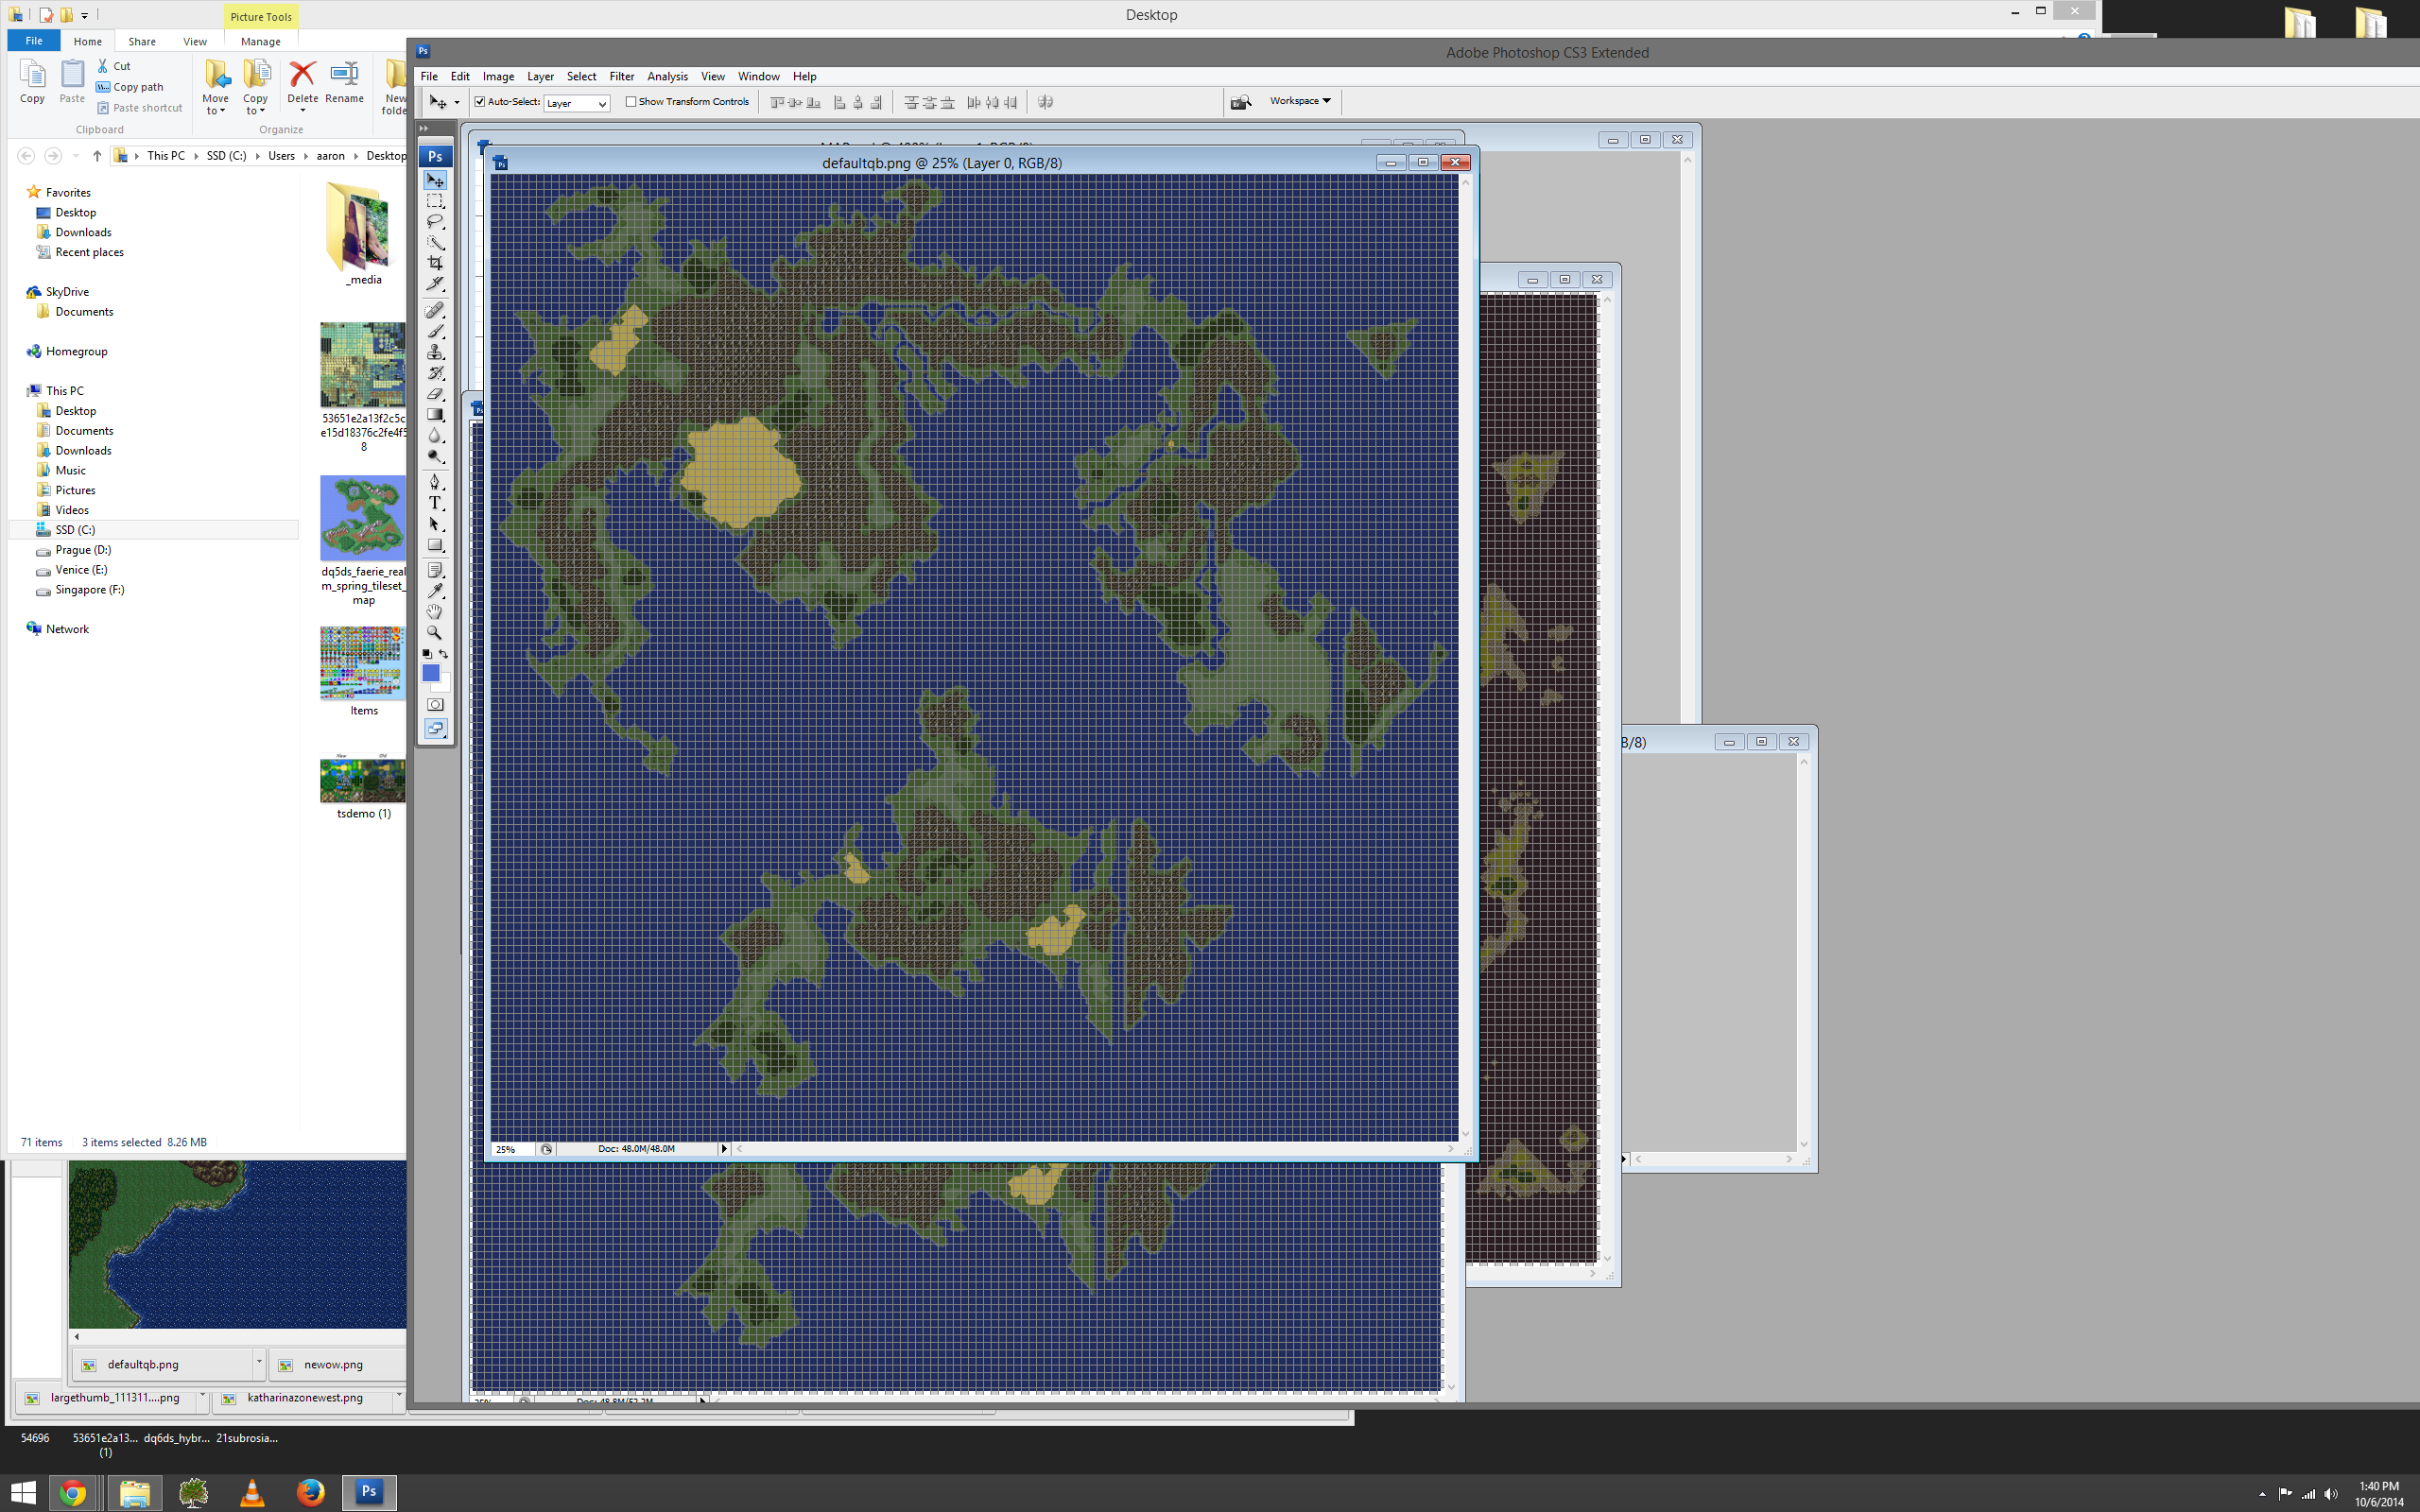 Picture Tools
Desktop
File
Home
Share
View
Manage
Copy
Paste
Cut
Copy path
Paste shortcut
Move to
Copy to
Delete
Rename
New
folde
Clipboard
Organize
This PC
SSD (C:)
Users
aaron
Desktop
Favorites
Desktop
Downloads
Recent places
SkyDrive
Documents
Homegroup
This PC
Desktop
Documents
Downloads
Music
Pictures
Videos
SSD (C:)
Prague (D:)
Venice (E:)
Singapore (F:)
Network
_media
53651e2a13f2c5c
e15d18376c2fe4f5
8
dq5ds_faerie_real
m_spring_tileset_
map
Items
tsdemo (1)
71 items
3 items selected 8.26 MB
Ps
Adobe Photoshop CS3 Extended
File
Edit
Image
Layer
Select
Filter
Analysis
View
Window
Help
Auto-Select:
Layer
Show Transform Controls
Workspace
Ps
defaultqb.png @ 25% (Layer 0, RGB/8)
B/8)
25%
Doc: 48.0M/48.0M
defaultqb.png
newow.png
largethumb_111311....png
katharinazonewest.png
54696
53651e2a13...
(1)
dq6ds_hybr...
21subrosia...
Ps
1:40 PM
10/6/2014